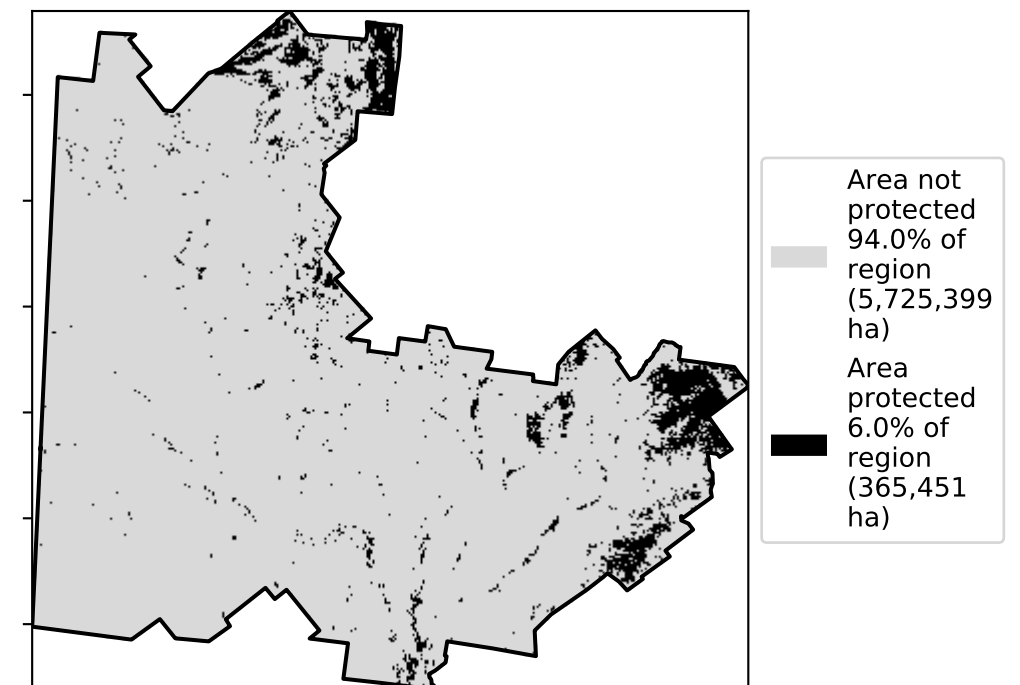 Area not
protected
94.0% of
region
(5,725,399
ha)
Area
protected
6.0% of
region
(365,451
ha)